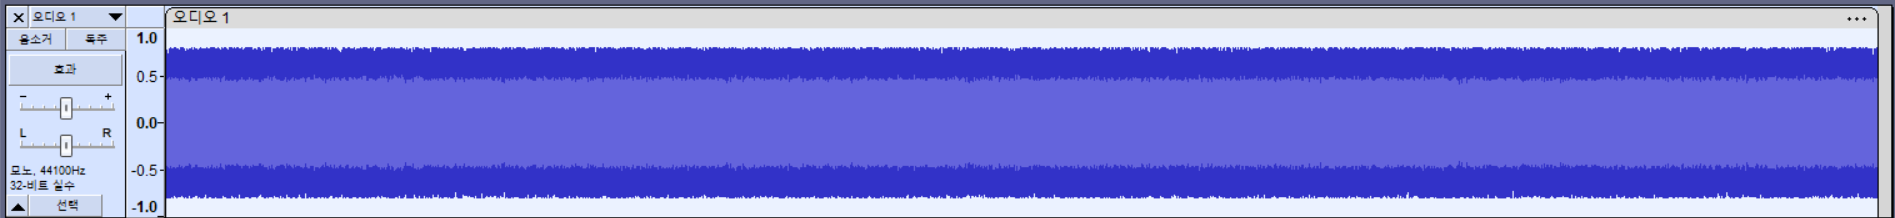 오디오 1
오디오 1
...
음소거 독주
효과
- +
L R
모노, 44100Hz
32-비트 실수
선택
1.0
0.5
0.0
-0.5
-1.0